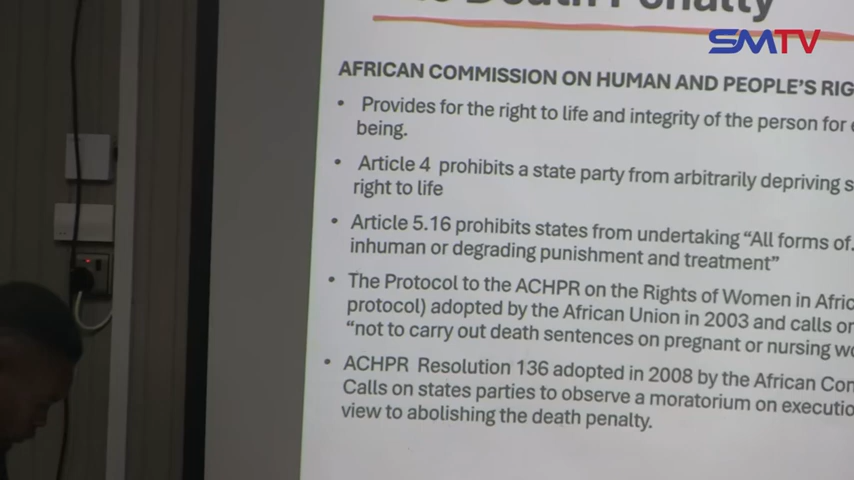 Death Penalty
SMTV
AFRICAN COMMISSION ON HUMAN AND PEOPLE'S RIG
• Provides for the right to life and integrity of the person for e
being.
• Article 4 prohibits a state party from arbitrarily depriving s
right to life
• Article 5.16 prohibits states from undertaking “All forms of.
inhuman or degrading punishment and treatment”
• The Protocol to the ACHPR on the Rights of Women in Afric
protocol) adopted by the African Union in 2003 and calls on
“not to carry out death sentences on pregnant or nursing wo
• ACHPR Resolution 136 adopted in 2008 by the African Com
Calls on states parties to observe a moratorium on executio
view to abolishing the death penalty.